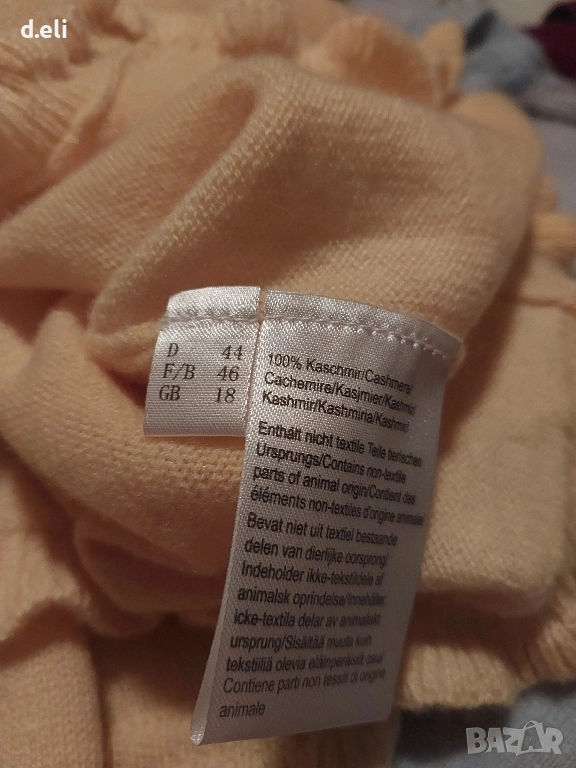 d.eli
D 44
F/B 46
GB 18
100% Kaschmir/Cashmere/
Cachemire/Kasjmier/Kashmir/
Kashmir/Kashmiria/Kashmir/
Enthält nicht textile Teile tierischen
Ursprungs/Contains non-textile
parts of animal origin/Contient des
éléments non-textiles d'origine animale/
Bevat niet uit textiel bestaande
delen van dierlijke oorsprong/
Indeholder ikke-tekstildele af
animalsk oprindelse/Innehåller
icke-textila delar av animaliskt
ursprung/Sisältää muuta kuin
tekstiiliä olevia eläinperäisiä osia/
Contiene parti non tessili di origine
animale
BAZAR